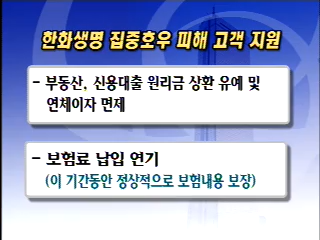 한화생명 집중호우 피해 고객 지원
- 부동산, 신용대출 원리금 상환 유예 및
연체이자 면제
- 보험료 납입 연기
(이 기간동안 정상적으로 보험내용 보장)